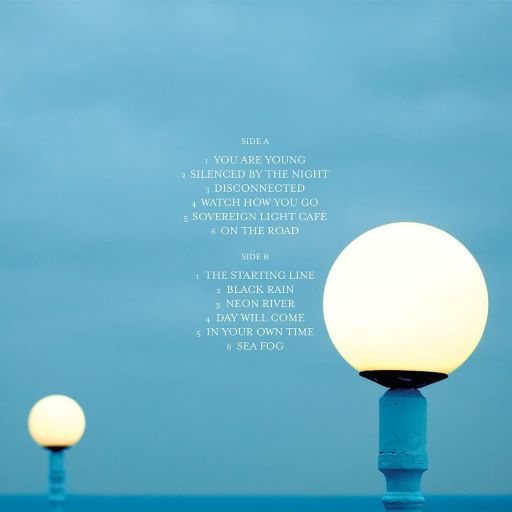 SIDE A
1 YOU ARE YOUNG
2 SILENCED BY THE NIGHT
3 DISCONNECTED
4 WATCH HOW YOU GO
5 SOVEREIGN LIGHT CAFÉ
6 ON THE ROAD
SIDE B
1 THE STARTING LINE
2 BLACK RAIN
3 NEON RIVER
4 DAY WILL COME
5 IN YOUR OWN TIME
6 SEA FOG